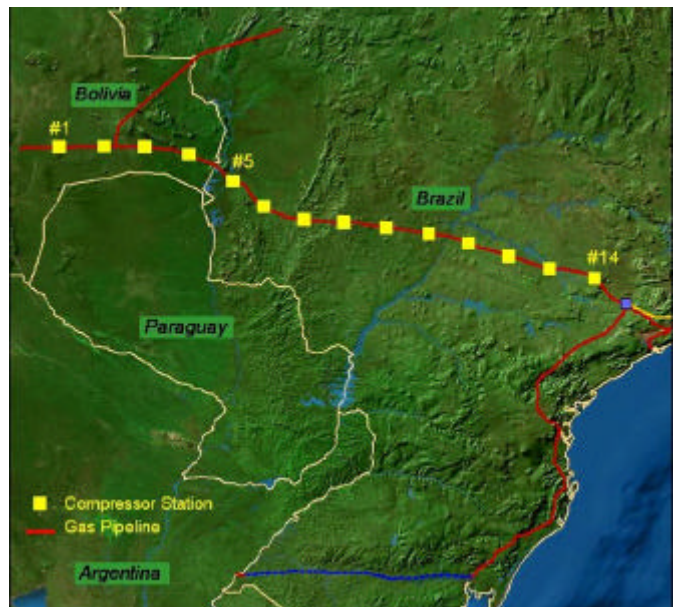 Bolivia
#1
#5
Brazil
#14
Paraguay
Compressor Station
Gas Pipeline
Argentina